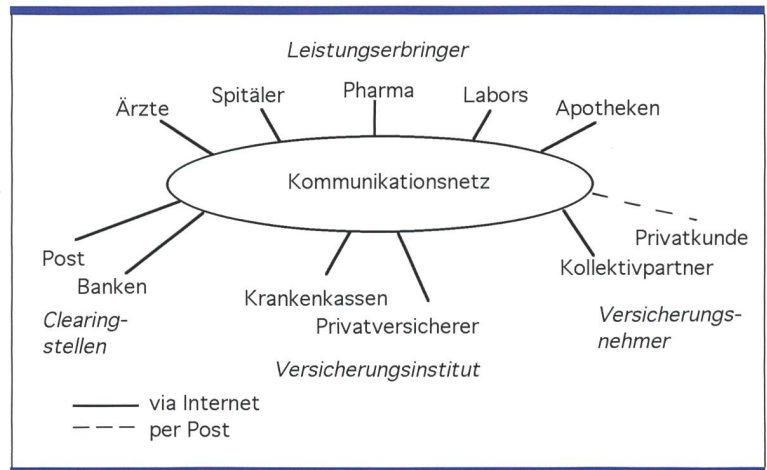 Leistungserbringer
Ärzte
Spitäler
Pharma
Labors
Apotheken
Kommunikationsnetz
Post
Banken
Clearing-
stellen
Krankenkassen
Privatversicherer
Versicherungsinstitut
Privatkunde
Kollektivpartner
Versicherungs-
nehmer
via Internet
per Post